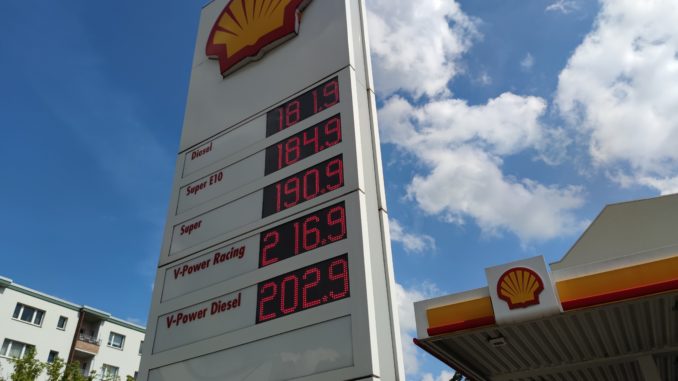 Diesel 181.9
Super E10 184.9
Super 190.9
V-Power Racing 216.9
V-Power Diesel 202.9